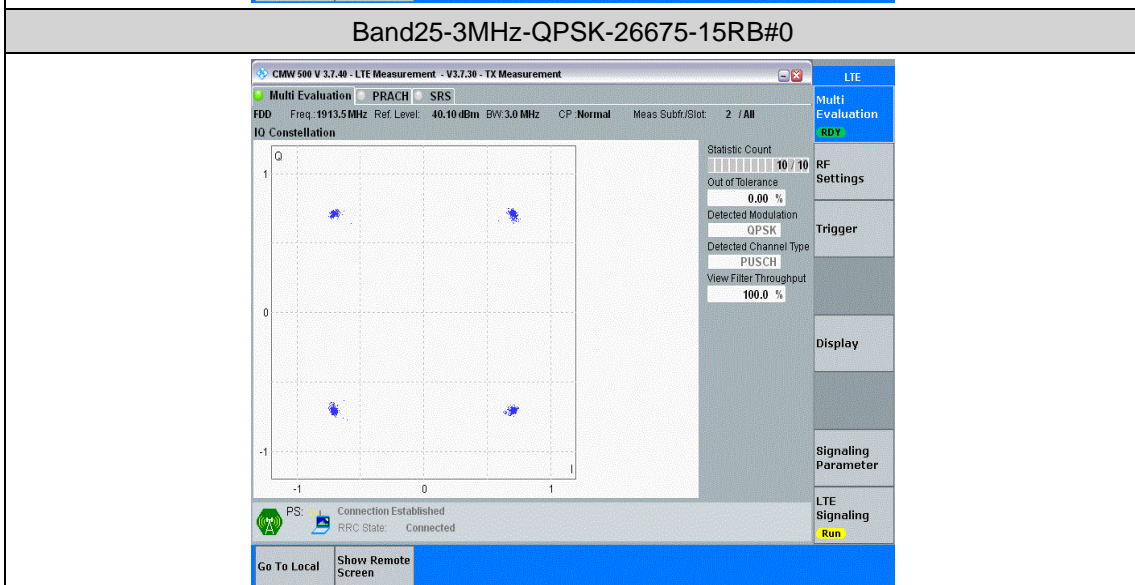 Band25-3MHz-QPSK-26675-15RB#0
CMW 500 V 3.7.40 - LTE Measurement - V3.7.30 - TX Measurement
LTE
Multi Evaluation PRACH SRS
Multi
Evaluation
RDY
FDD Freq.:1913.5 MHz Ref. Level: 40.10 dBm BW:3.0 MHz CP :Normal Meas Subfr./Slot: 2 / All
IQ Constellation
Q
1
0
-1
-1
0
1
I
Statistic Count
10 / 10
Out of Tolerance
0.00 %
Detected Modulation
QPSK
Detected Channel Type
PUSCH
View Filter Throughput
100.0 %
RF
Settings
Trigger
Display
Signaling
Parameter
LTE
Signaling
Run
PS: Connection Established
RRC State: Connected
Go To Local
Show Remote
Screen